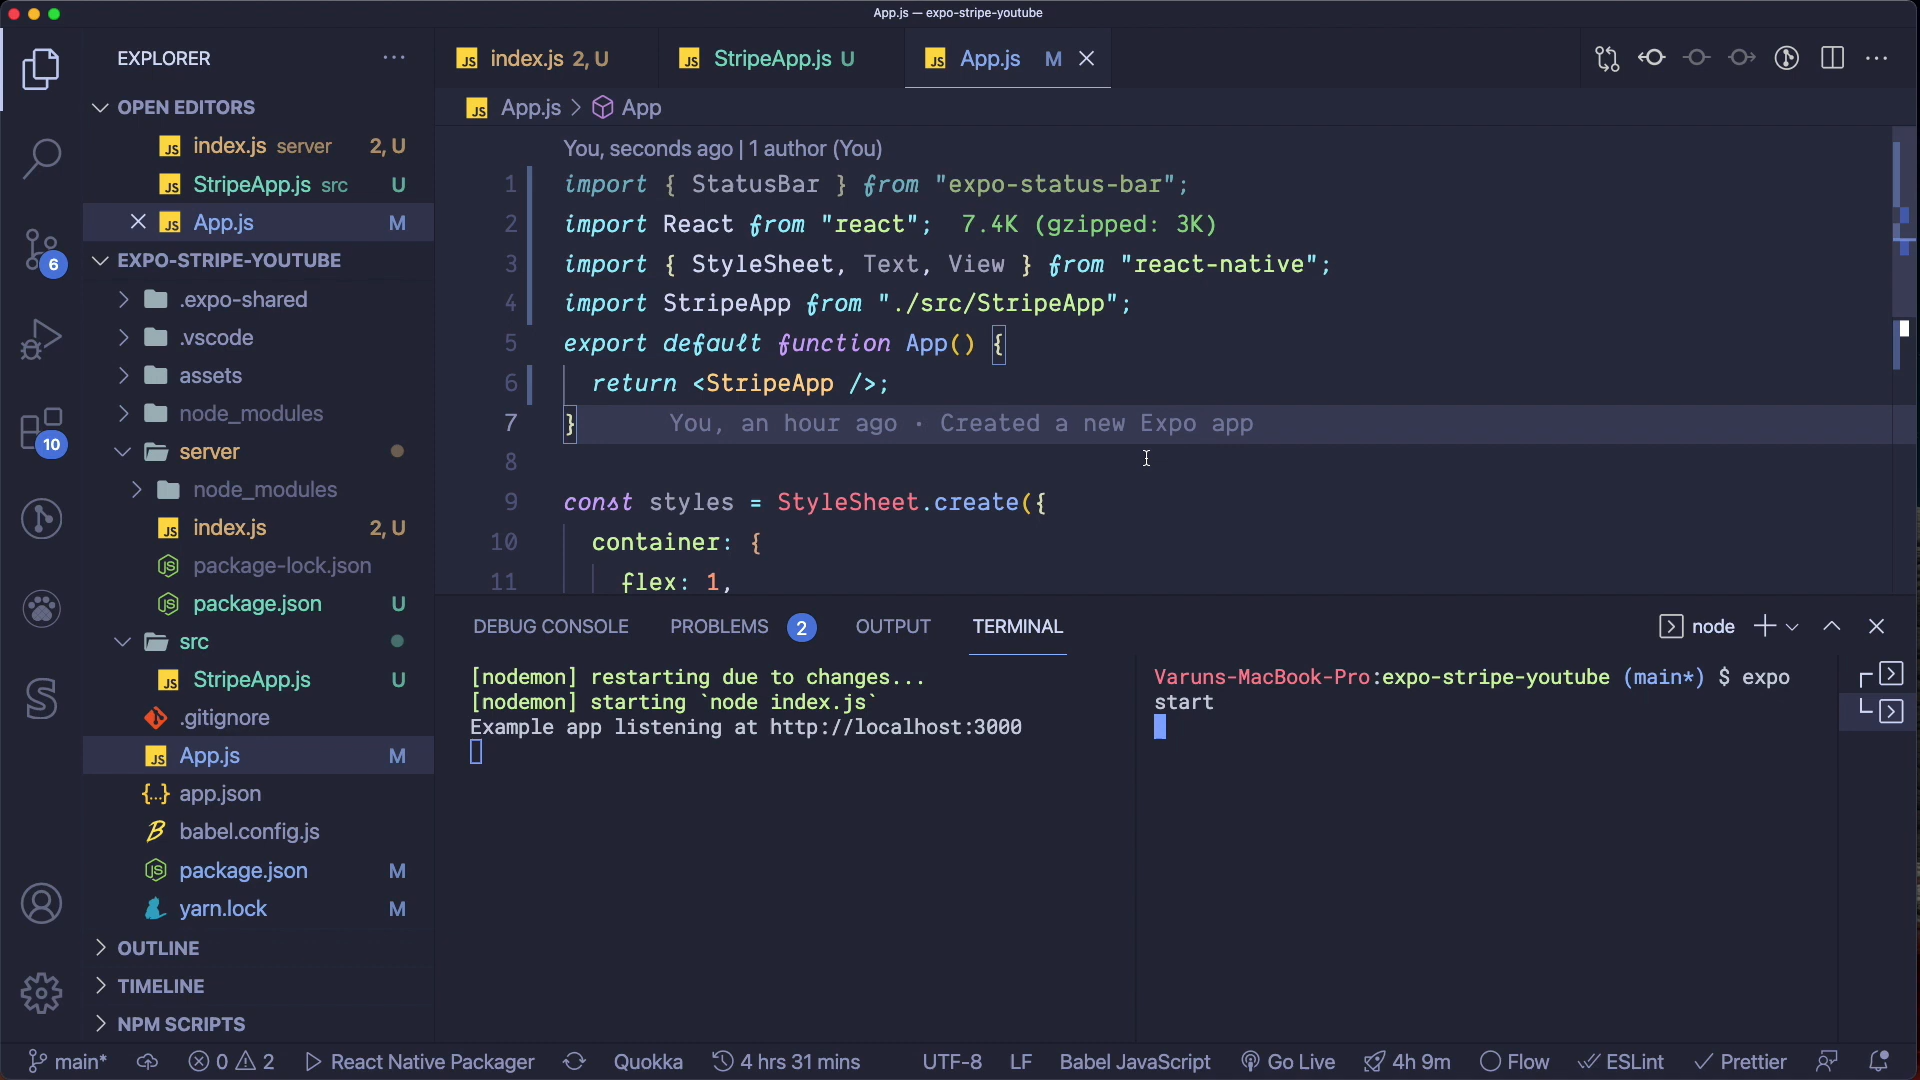 App.js — expo-stripe-youtube
EXPLORER
OPEN EDITORS
index.js server 2, U
StripeApp.js src U
App.js M
EXPO-STRIPE-YOUTUBE
.expo-shared
.vscode
assets
node_modules
server
node_modules
index.js 2, U
package-lock.json
package.json U
src
StripeApp.js U
.gitignore
App.js M
app.json
babel.config.js
package.json M
yarn.lock M
OUTLINE
TIMELINE
NPM SCRIPTS
6
10
index.js 2, U
StripeApp.js U
App.js M
App.js > App
You, seconds ago | 1 author (You)
1 import { StatusBar } from "expo-status-bar";
2 import React from "react"; 7.4K (gzipped: 3K)
3 import { StyleSheet, Text, View } from "react-native";
4 import StripeApp from "./src/StripeApp";
5 export default function App() {
6 return <StripeApp />;
7 } You, an hour ago • Created a new Expo app
8
9 const styles = StyleSheet.create({
10 container: {
11 flex: 1,
DEBUG CONSOLE PROBLEMS 2 OUTPUT TERMINAL node
[nodemon] restarting due to changes...
[nodemon] starting `node index.js`
Example app listening at http://localhost:3000
Varuns-MacBook-Pro:expo-stripe-youtube (main*) $ expo
start
main* 0 2 React Native Packager Quokka 4 hrs 31 mins UTF-8 LF Babel JavaScript Go Live 4h 9m Flow ESLint Prettier